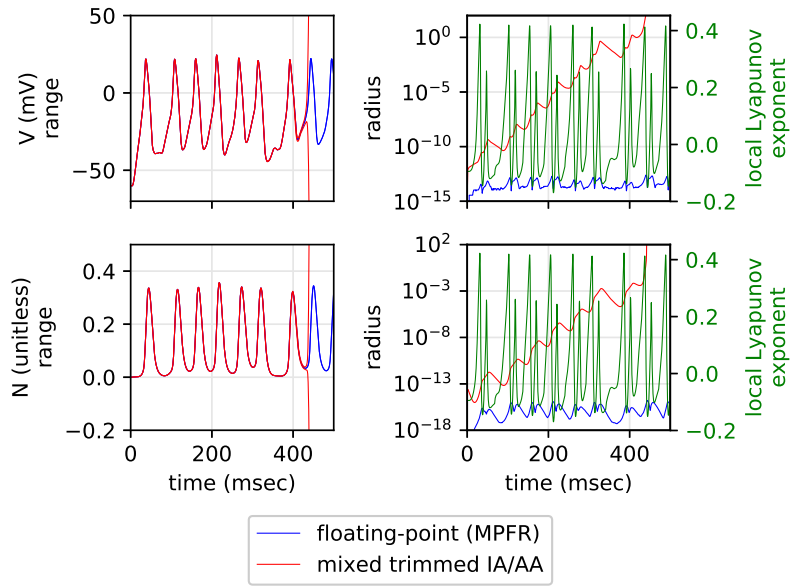 50
0
−50
V (mV)
range
10^0
10^−5
10^−10
10^−15
radius
0.4
0.2
0.0
−0.2
local Lyapunov
exponent
0.4
0.2
0.0
−0.2
N (unitless)
range
0
200
400
time (msec)
10^2
10^−3
10^−8
10^−13
10^−18
radius
0
200
400
time (msec)
0.4
0.2
0.0
−0.2
local Lyapunov
exponent
floating-point (MPFR)
mixed trimmed IA/AA